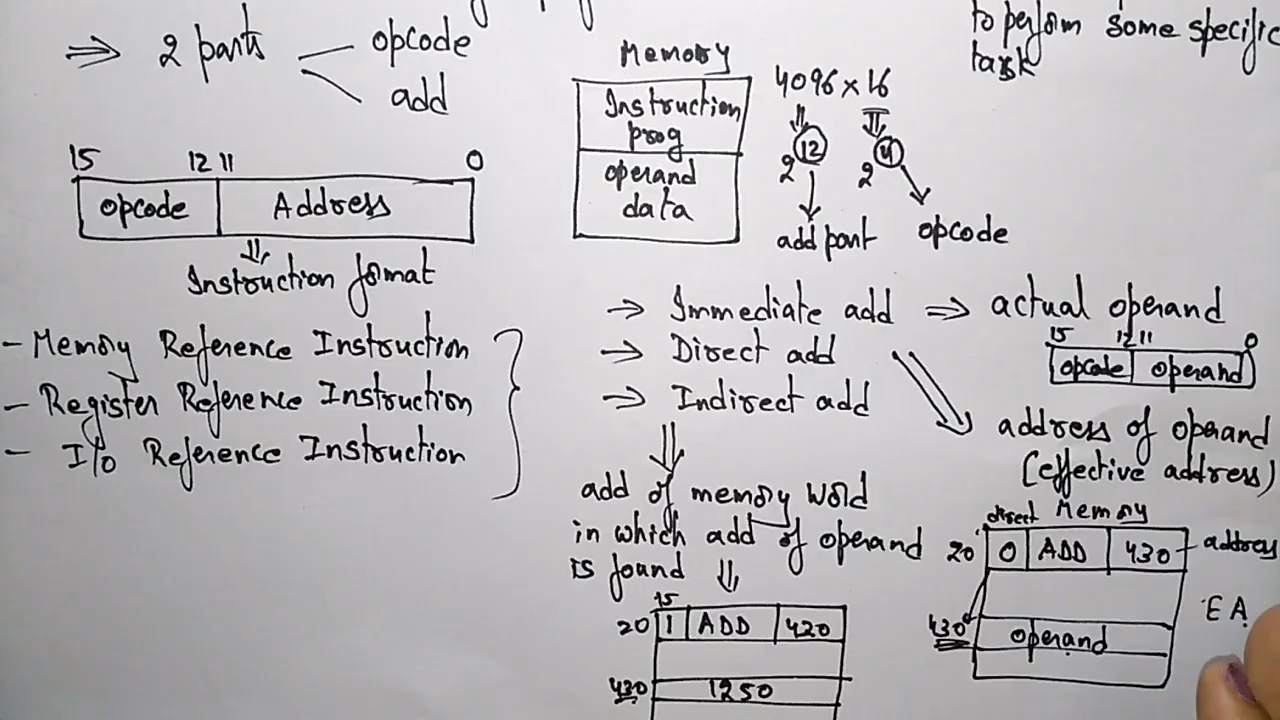 to perform some specific
task
⇒ 2 parts
opcode
add
15 12 11 0
opcode Address
⇓
Instruction format
Memory
Instruction
prog
operand
data
4096 × 16
2 12 2 4
add part opcode
- Memory Reference Instruction
- Register Reference Instruction
- I/o Reference Instruction
→ Immediate add ⇒ actual operand
15 12 11 0
opcode operand
→ Direct add
→ Indirect add
address of operand
(effective address)
add of memory word
in which add of operand
is found ⇓
15
20 1 ADD 420
430 1250
direct Memory
20 0 ADD 430 - address
430 operand
EA